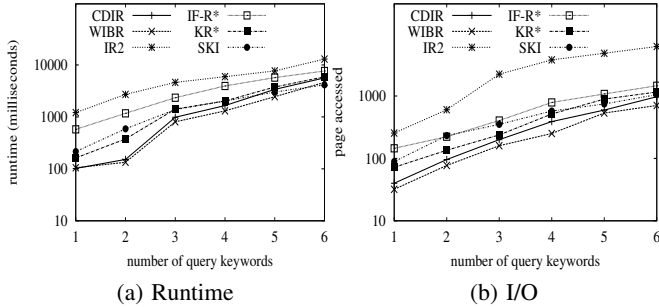 CDIR IF-R*
WIBR KR*
IR2 SKI
runtime (milliseconds)
10000
1000
100
10
1 2 3 4 5 6
number of query keywords
(a) Runtime
CDIR IF-R*
WIBR KR*
IR2 SKI
page accessed
1000
100
10
1 2 3 4 5 6
number of query keywords
(b) I/O